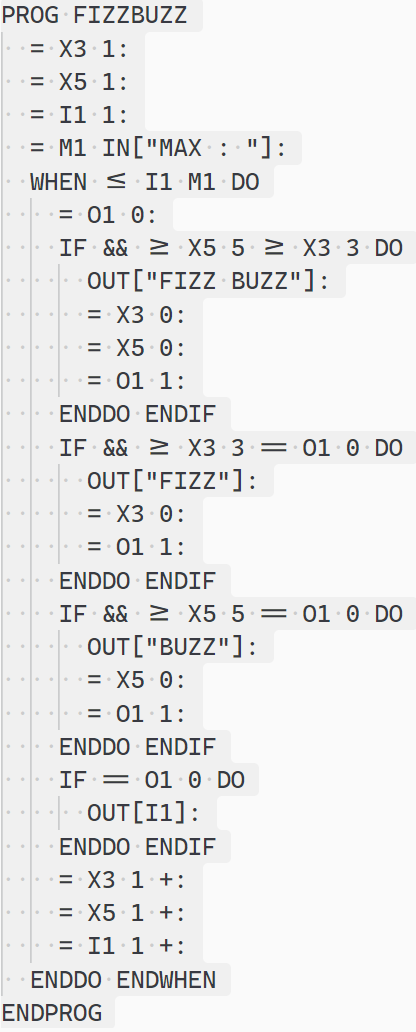 PROG FIZZBUZZ
= X3 1:
= X5 1:
= I1 1:
= M1 IN["MAX : "]:
WHEN ≤ I1 M1 DO
= O1 0:
IF && ≥ X5 5 ≥ X3 3 DO
OUT["FIZZ BUZZ"]:
= X3 0:
= X5 0:
= O1 1:
ENDDO ENDIF
IF && ≥ X3 3 == O1 0 DO
OUT["FIZZ"]:
= X3 0:
= O1 1:
ENDDO ENDIF
IF && ≥ X5 5 == O1 0 DO
OUT["BUZZ"]:
= X5 0:
= O1 1:
ENDDO ENDIF
IF == O1 0 DO
OUT[I1]:
ENDDO ENDIF
= X3 1 +:
= X5 1 +:
= I1 1 +:
ENDDO ENDWHEN
ENDPROG